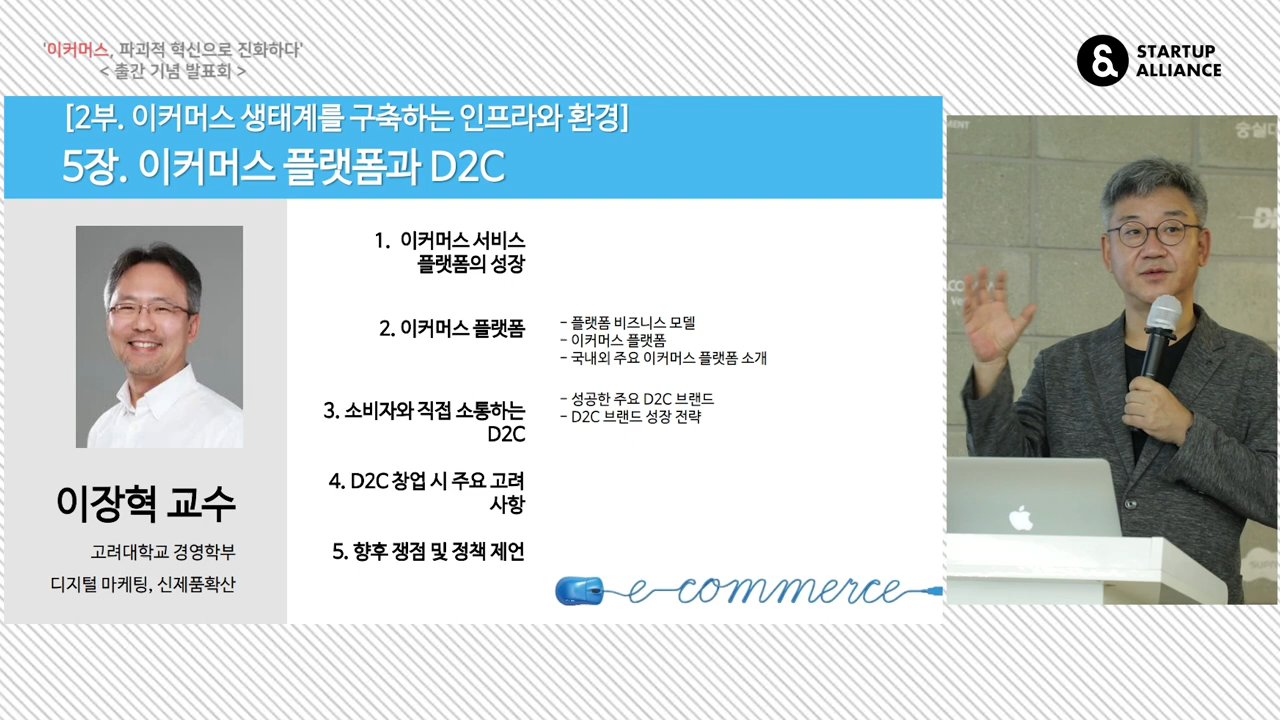 '이커머스, 파괴적 혁신으로 진화하다'
< 출간 기념 발표회 >
STARTUP
ALLIANCE
[2부. 이커머스 생태계를 구축하는 인프라와 환경]
5장. 이커머스 플랫폼과 D2C
이장혁 교수
고려대학교 경영학부
디지털 마케팅, 신제품확산
1. 이커머스 서비스
플랫폼의 성장
2. 이커머스 플랫폼
- 플랫폼 비즈니스 모델
- 이커머스 플랫폼
- 국내외 주요 이커머스 플랫폼 소개
3. 소비자와 직접 소통하는
D2C
- 성공한 주요 D2C 브랜드
- D2C 브랜드 성장 전략
4. D2C 창업 시 주요 고려
사항
5. 향후 쟁점 및 정책 제언
e-commerce
숭실대